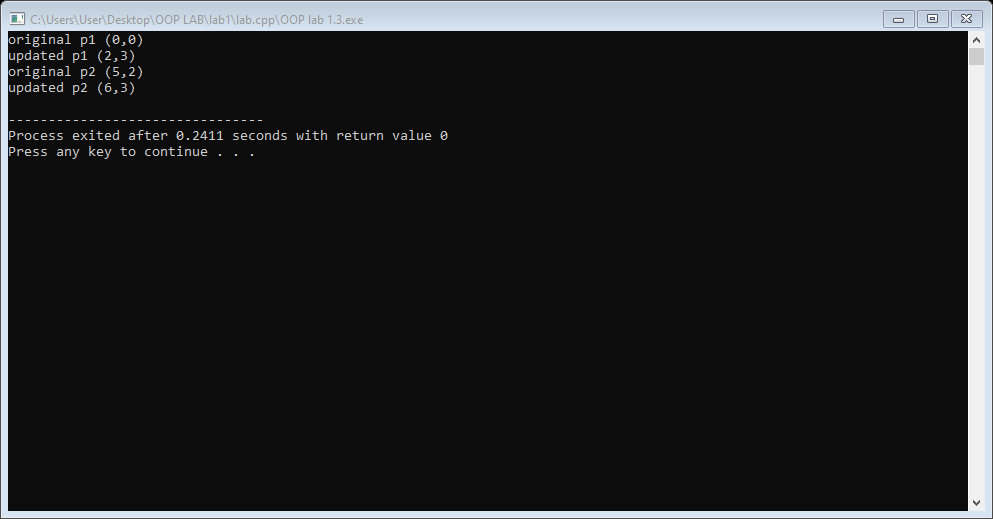 C:\Users\User\Desktop\OOP LAB\lab1\lab.cpp\OOP lab 1.3.exe
original p1 (0,0)
updated p1 (2,3)
original p2 (5,2)
updated p2 (6,3)
--------------------------------
Process exited after 0.2411 seconds with return value 0
Press any key to continue . . .